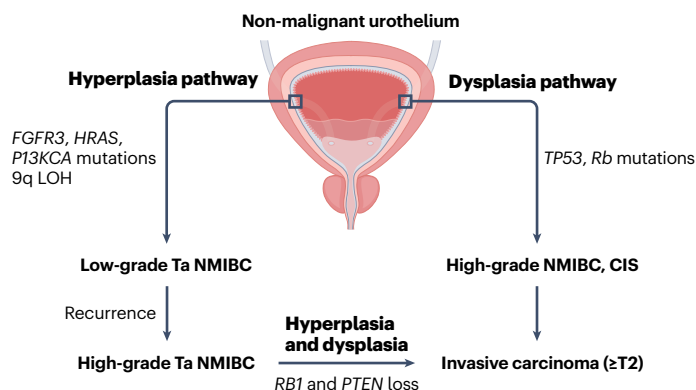 Non-malignant urothelium
Hyperplasia pathway
Dysplasia pathway
FGFR3, HRAS,
P13KCA mutations
9q LOH
TP53, Rb mutations
Low-grade Ta NMIBC
High-grade NMIBC, CIS
Recurrence
Hyperplasia
and dysplasia
High-grade Ta NMIBC
Invasive carcinoma (≥T2)
RB1 and PTEN loss